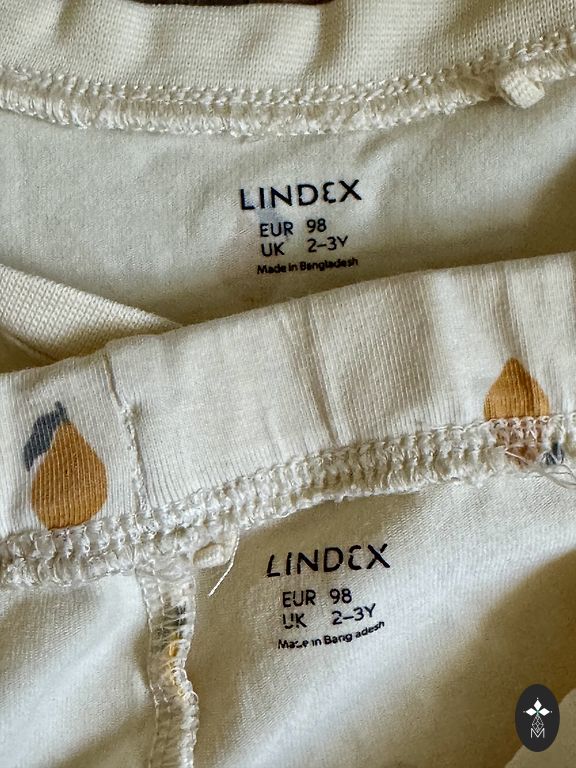 LINDEX
EUR 98
UK 2-3Y
Made in Bangladesh
LINDEX
EUR 98
UK 2-3Y
Made in Bangladesh